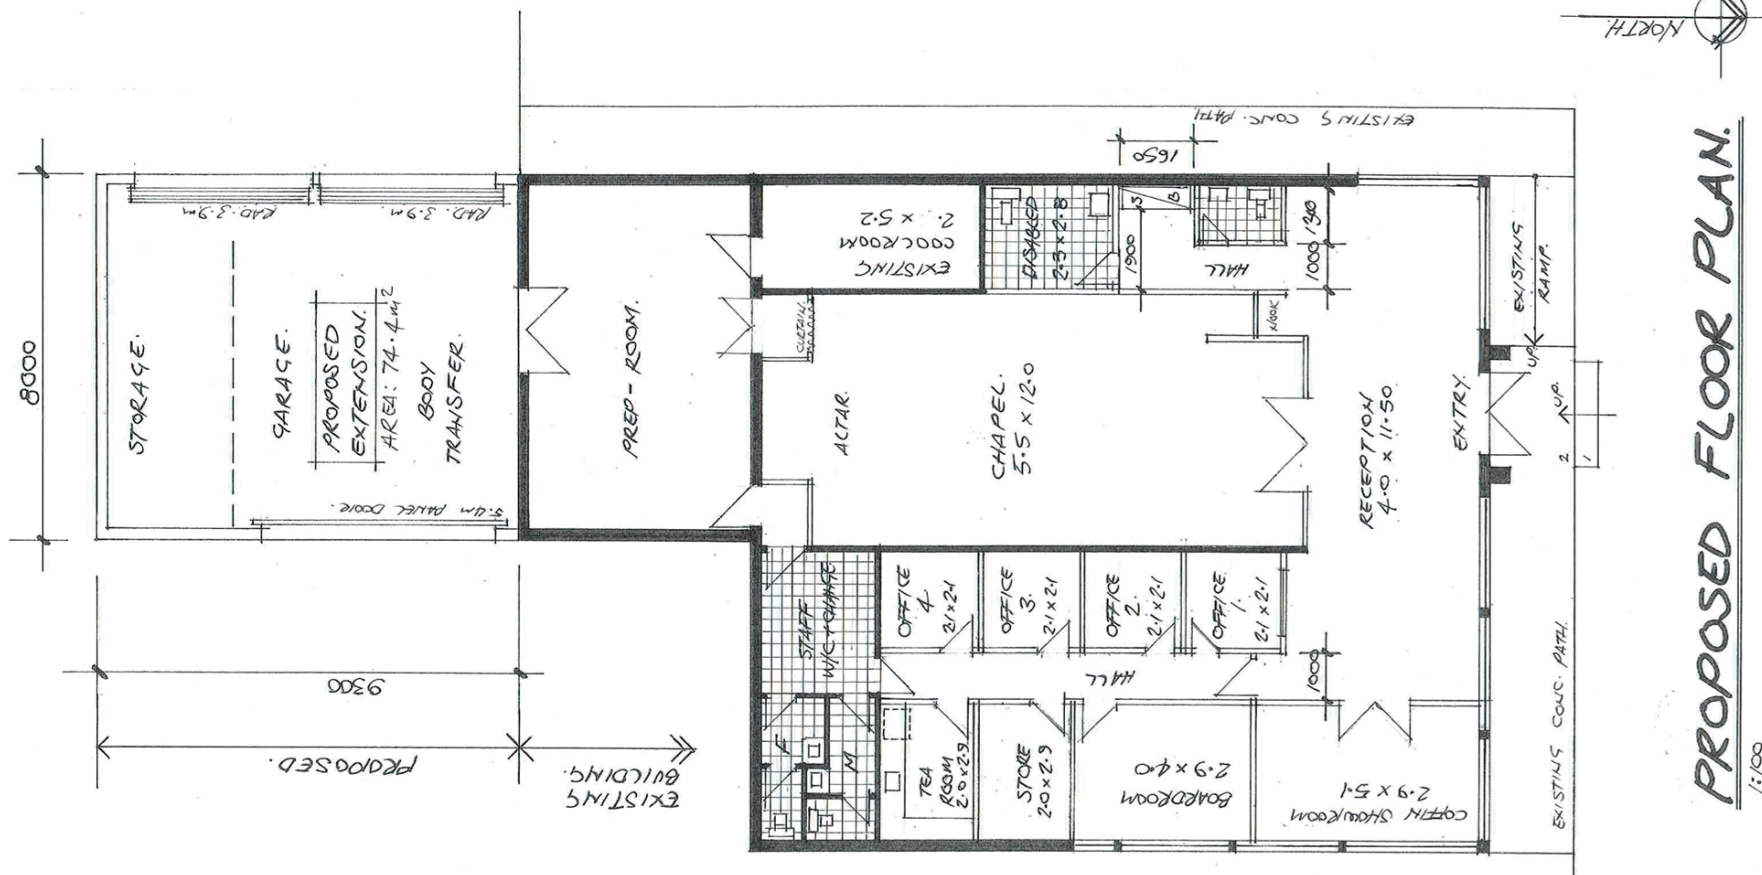 PROPOSED FLOOR PLAN.
1:100
NORTH.
8000
RAD. 3.9m
RAD. 3.9m
STORAGE.
GARAGE.
PROPOSED
EXTENSION.
AREA: 74.4m²
BODY
TRANSFER.
5.4m PANEL DOOR.
9300
PROPOSED.
EXISTING
BUILDING.
PREP-ROOM.
EXISTING
COOLROOM
CURTAIN.
ALTAR.
CHAPEL.
5.5 x 12.0
DISABLED
2.3 x 2.8
1650
1900
S
B
HALL
1000
1300
NOOK
EXISTING CONC. PATH
RECEPTION
4.0 x 11.50
ENTRY.
EXISTING
RAMP.
UP.
UP.
2
1
STAFF
W/C + CHANGE
F
M
OFFICE
4
2.1 x 2.1
OFFICE
3.
2.1 x 2.1
OFFICE
2.
2.1 x 2.1
OFFICE
1.
2.1 x 2.1
HALL
1000
TEA
ROOM
2.0 x 2.9
STORE
2.0 x 2.9
BOARDROOM
2.9 x 4.0
COFFIN SHOWROOM
2.9 x 5.1
EXISTING CONC. PATH.